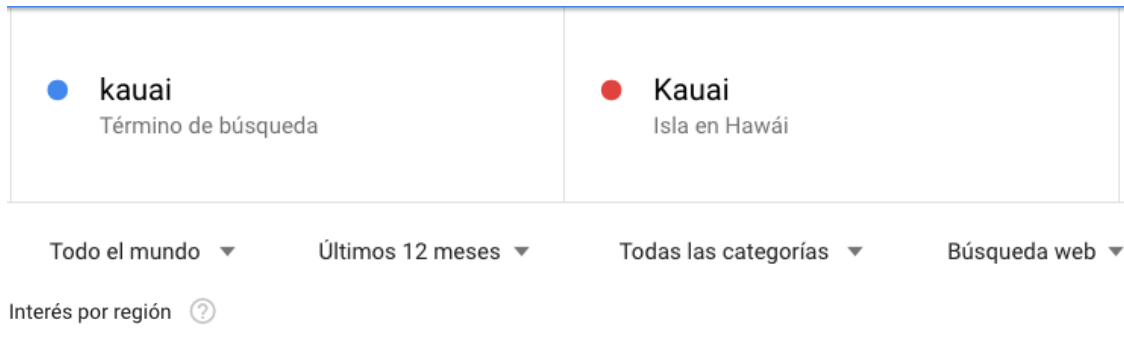 kauai
Término de búsqueda
Kauai
Isla en Hawái
Todo el mundo
Últimos 12 meses
Todas las categorías
Búsqueda web
Interés por región ?